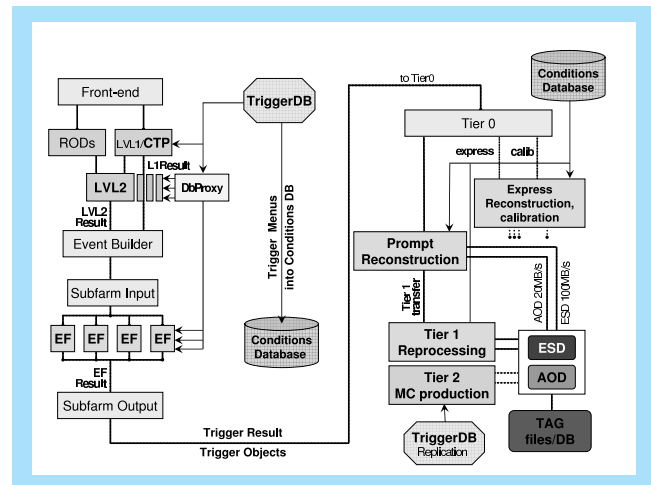 Front-end
RODs
LVL1/CTP
L1Result
LVL2
DbProxy
LVL2
Result
Event Builder
Subfarm Input
EF
EF
EF
EF
EF
Result
Subfarm Output
TriggerDB
Trigger Menus
into Conditions DB
Conditions
Database
Trigger Result
Trigger Objects
to Tier0
Conditions
Database
Tier 0
express
calib
Express
Reconstruction,
calibration
Prompt
Reconstruction
Tier 1
transfer
AOD 20MB/s
ESD 100MB/s
Tier 1
Reprocessing
Tier 2
MC production
ESD
AOD
TriggerDB
Replication
TAG
files/DB